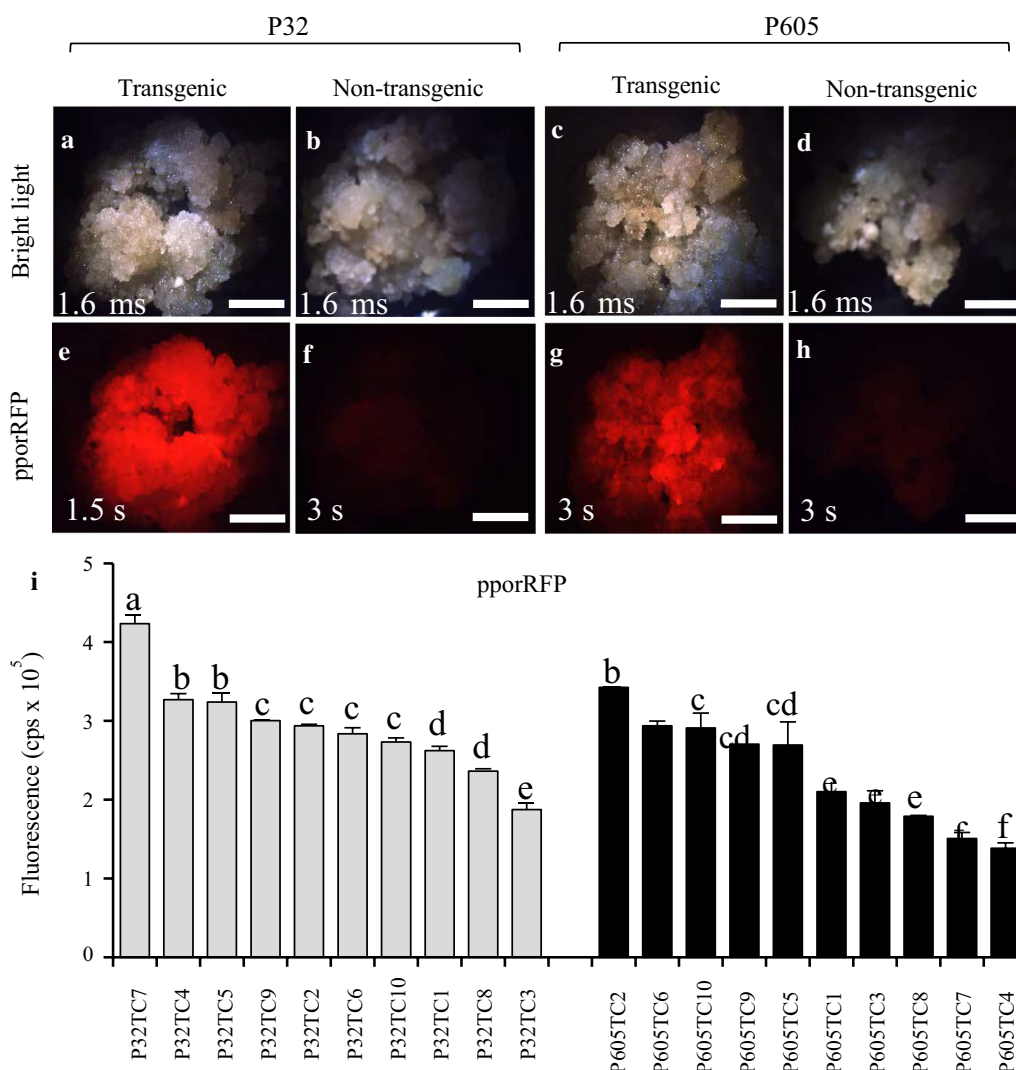 P32 P605
Transgenic Non-transgenic Transgenic Non-transgenic
Bright light
a b c d
1.6 ms 1.6 ms 1.6 ms 1.6 ms
pporRFP
e f g h
1.5 s 3 s 3 s 3 s
i
pporRFP
Fluorescence (cps x 10⁵)
5
4
3
2
1
0
a b b c c c c d d e
b c cd cd e e e f f
P32TC7 P32TC4 P32TC5 P32TC9 P32TC2 P32TC6 P32TC10 P32TC1 P32TC8 P32TC3
P605TC2 P605TC6 P605TC10 P605TC9 P605TC5 P605TC1 P605TC3 P605TC8 P605TC7 P605TC4